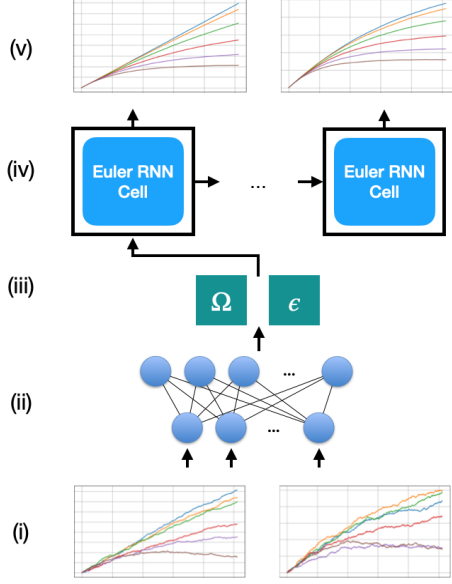 (v)
(iv)
Euler RNN
Cell
...
Euler RNN
Cell
(iii)
Ω
ϵ
(ii)
...
...
(i)